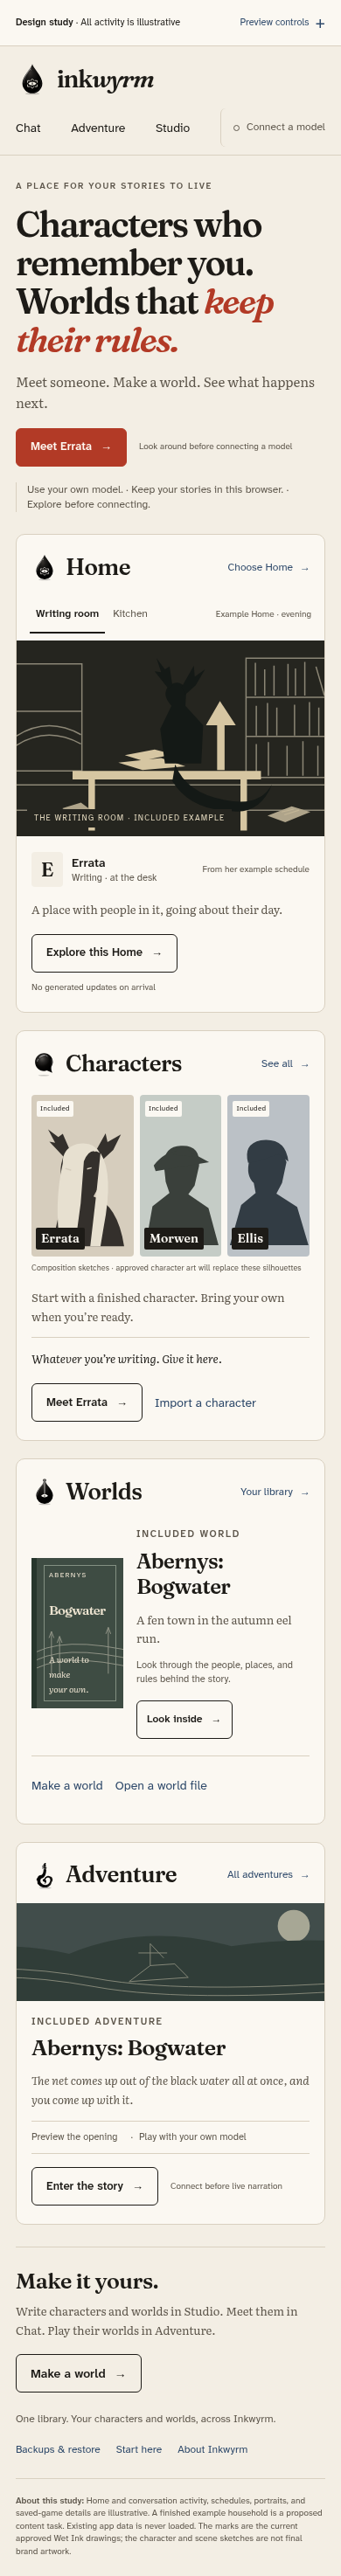 Design study · All activity is illustrative
Preview controls +
inkwyrm
Chat
Adventure
Studio
Connect a model
A PLACE FOR YOUR STORIES TO LIVE
Characters who
remember you.
Worlds that keep
their rules.
Meet someone. Make a world. See what happens
next.
Meet Errata →
Look around before connecting a model
Use your own model. · Keep your stories in this browser. ·
Explore before connecting.
Home
Choose Home →
Writing room
Kitchen
Example Home · evening
THE WRITING ROOM · INCLUDED EXAMPLE
E
Errata
Writing · at the desk
From her example schedule
A place with people in it, going about their day.
Explore this Home →
No generated updates on arrival
Characters
See all →
Included
Included
Included
Errata
Morwen
Ellis
Composition sketches · approved character art will replace these silhouettes
Start with a finished character. Bring your own
when you're ready.
Whatever you're writing. Give it here.
Meet Errata →
Import a character
Worlds
Your library →
ABERNYS
Bogwater
A world to
make
your own.
INCLUDED WORLD
Abernys:
Bogwater
A fen town in the autumn eel
run.
Look through the people, places, and
rules behind the story.
Look inside →
Make a world
Open a world file
Adventure
All adventures →
INCLUDED ADVENTURE
Abernys: Bogwater
The net comes up out of the black water all at once, and
you come up with it.
Preview the opening · Play with your own model
Enter the story →
Connect before live narration
Make it yours.
Write characters and worlds in Studio. Meet them in
Chat. Play their worlds in Adventure.
Make a world →
One library. Your characters and worlds, across Inkwyrm.
Backups & restore
Start here
About Inkwyrm
About this study: Home and conversation activity, schedules, portraits, and
saved-game details are illustrative. A finished example household is a proposed
content task. Existing app data is never loaded. The marks are the current
approved Wet Ink drawings; the character and scene sketches are not final
brand artwork.